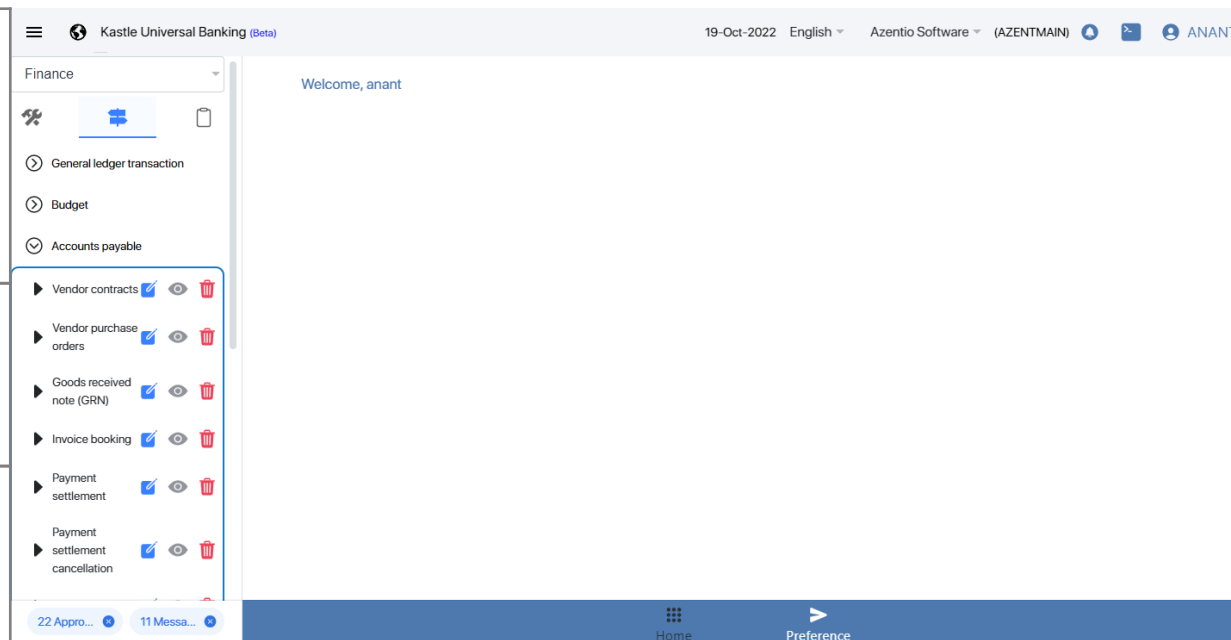 Kastle Universal Banking (Beta)
19-Oct-2022 English Azentio Software (AZENTMAIN) ANANT
Finance
Welcome, anant
General ledger transaction
Budget
Accounts payable
Vendor contracts
Vendor purchase
orders
Goods received
note (GRN)
Invoice booking
Payment
settlement
Payment
settlement
cancellation
22 Appro...
11 Messa...
Home
Preference